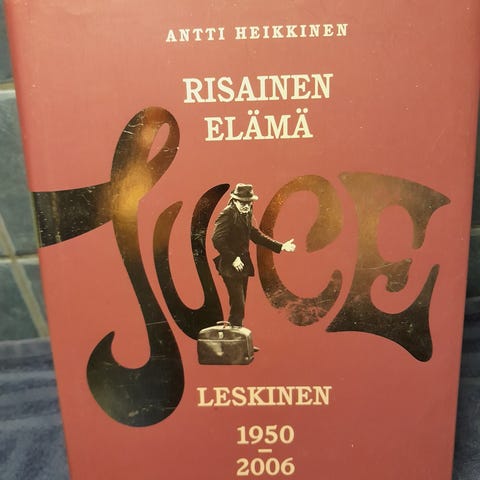 ANTTI HEIKKINEN
RISAINEN
ELÄMÄ
JUICE
LESKINEN
1950
–
2006